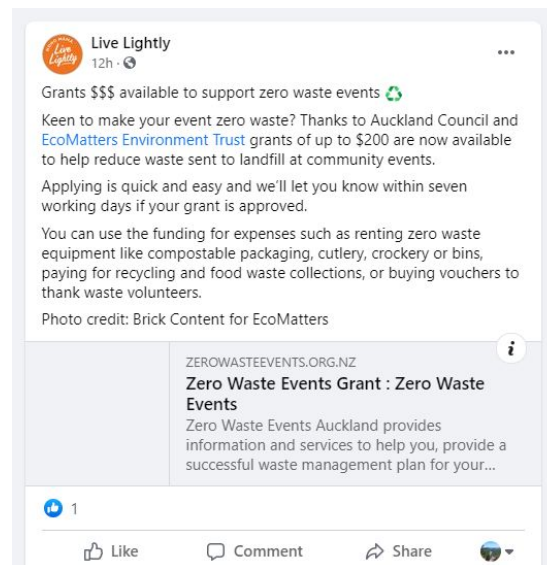 Live Lightly
12h ·
Grants $$$ available to support zero waste events
Keen to make your event zero waste? Thanks to Auckland Council and
EcoMatters Environment Trust grants of up to $200 are now available
to help reduce waste sent to landfill at community events.
Applying is quick and easy and we'll let you know within seven
working days if your grant is approved.
You can use the funding for expenses such as renting zero waste
equipment like compostable packaging, cutlery, crockery or bins,
paying for recycling and food waste collections, or buying vouchers to
thank waste volunteers.
Photo credit: Brick Content for EcoMatters
ZEROWASTEEVENTS.ORG.NZ
Zero Waste Events Grant : Zero Waste
Events
Zero Waste Events Auckland provides
information and services to help you, provide a
successful waste management plan for your...
1
Like Comment Share